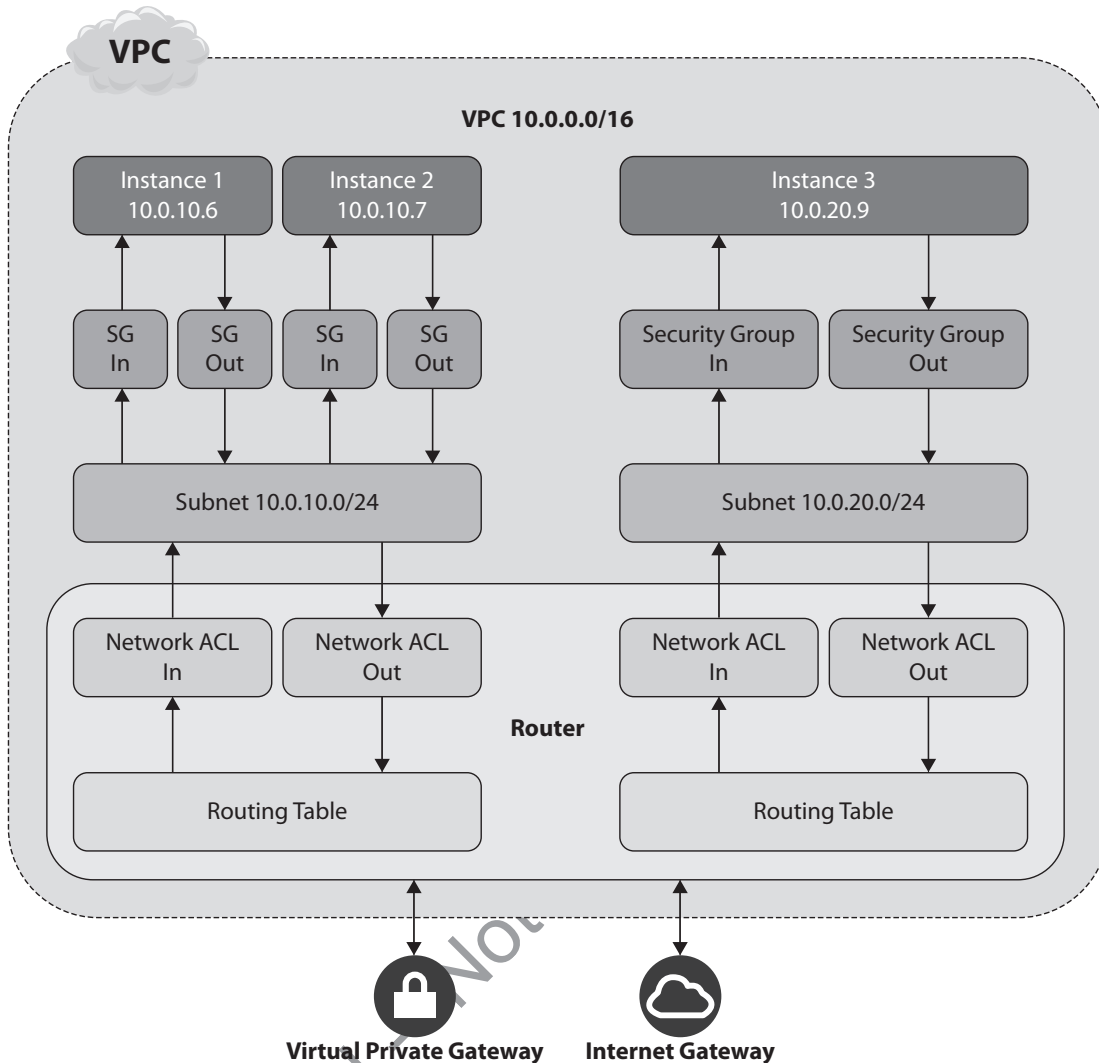 VPC
VPC 10.0.0.0/16
Instance 1
10.0.10.6
Instance 2
10.0.10.7
Instance 3
10.0.20.9
SG
In
SG
Out
SG
In
SG
Out
Security Group
In
Security Group
Out
Subnet 10.0.10.0/24
Subnet 10.0.20.0/24
Network ACL
In
Network ACL
Out
Network ACL
In
Network ACL
Out
Router
Routing Table
Routing Table
Not
Virtual Private Gateway
Internet Gateway